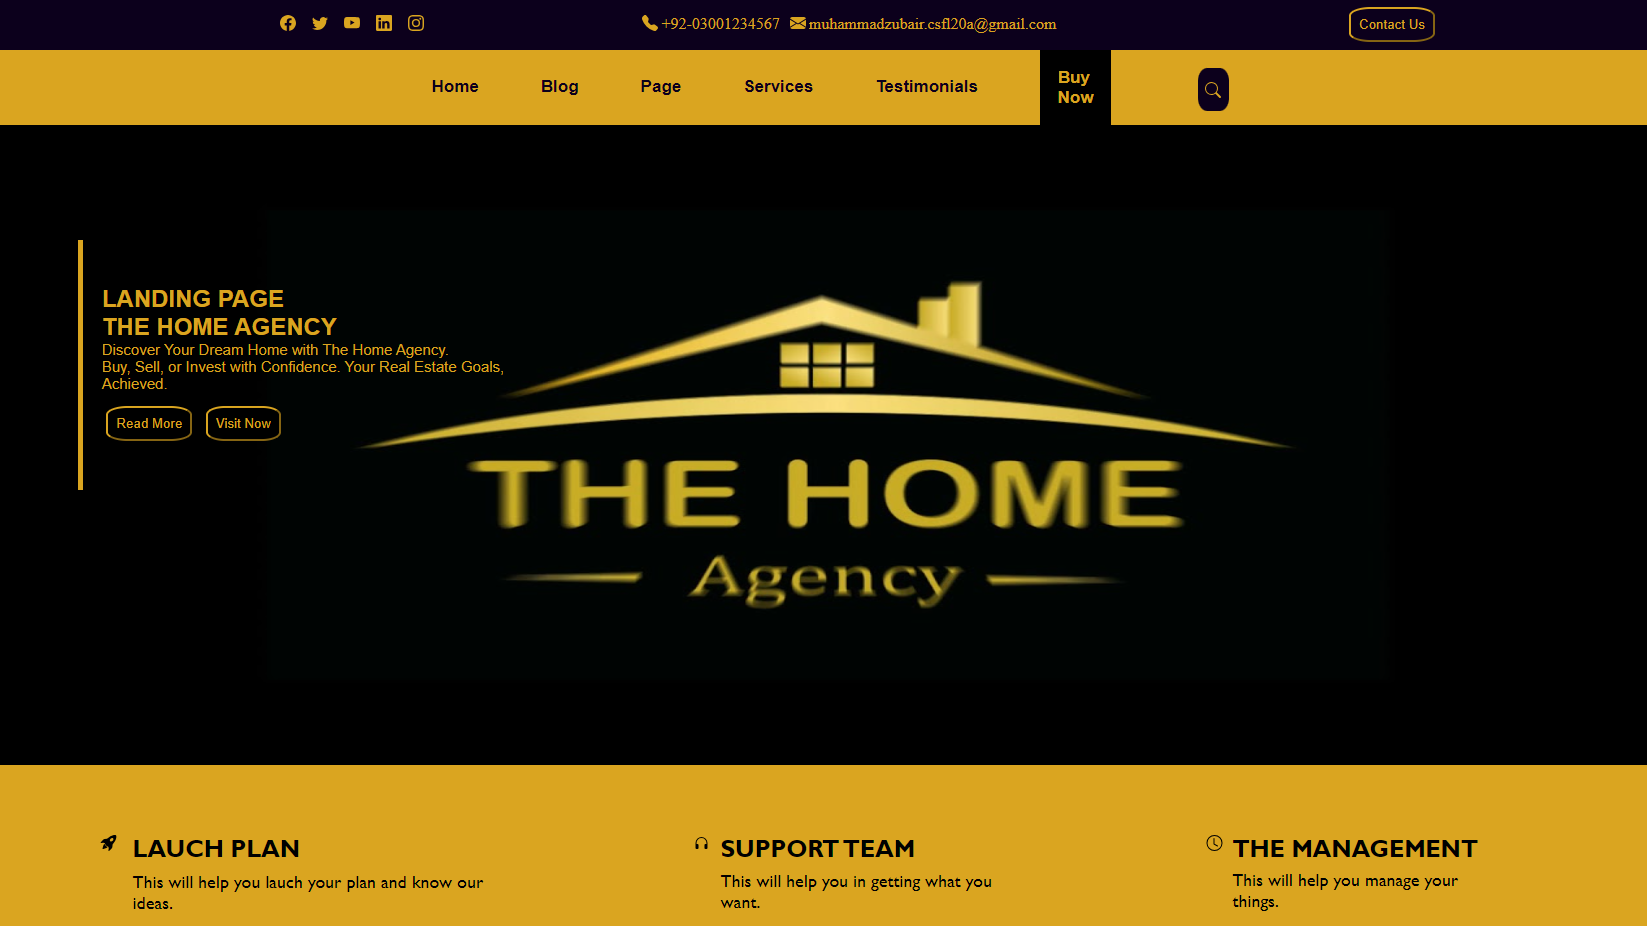 +92-03001234567 muhammadzubair.csfl20a@gmail.com Contact Us
Home Blog Page Services Testimonials Buy Now
LANDING PAGE
THE HOME AGENCY
Discover Your Dream Home with The Home Agency.
Buy, Sell, or Invest with Confidence. Your Real Estate Goals,
Achieved.
Read More Visit Now
THE HOME
Agency
LAUCH PLAN
This will help you lauch your plan and know our
ideas.
SUPPORT TEAM
This will help you in getting what you
want.
THE MANAGEMENT
This will help you manage your
things.